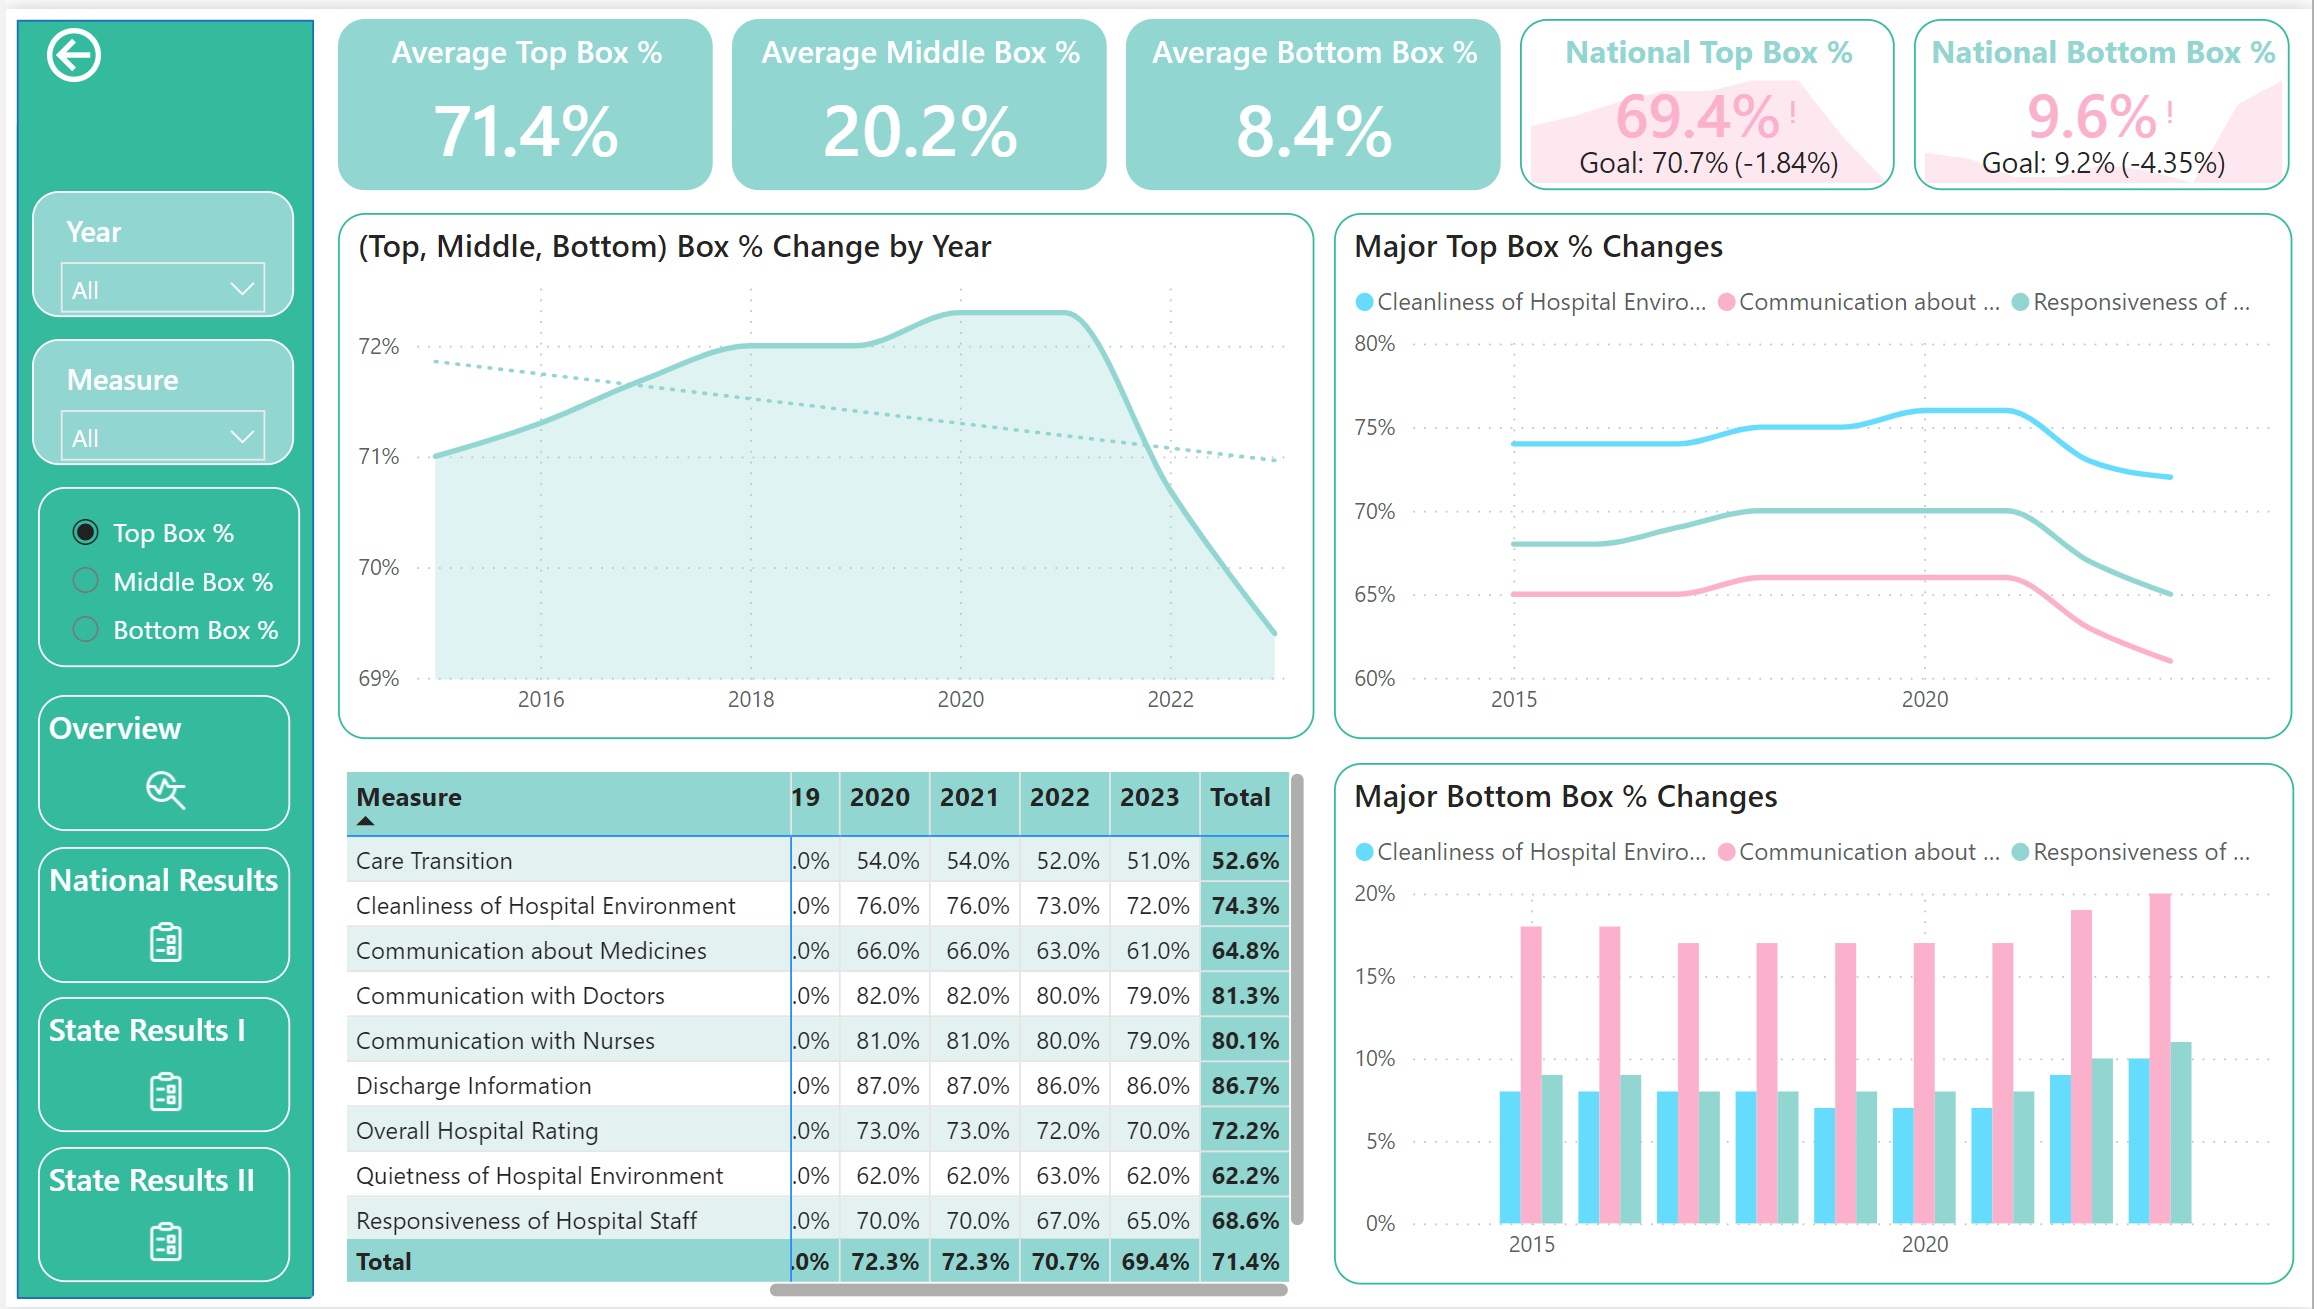 Average Top Box %
71.4%
Average Middle Box %
20.2%
Average Bottom Box %
8.4%
National Top Box %
69.4% !
Goal: 70.7% (-1.84%)
National Bottom Box %
9.6% !
Goal: 9.2% (-4.35%)
Year
All
Measure
All
Top Box %
Middle Box %
Bottom Box %
Overview
National Results
State Results I
State Results II
(Top, Middle, Bottom) Box % Change by Year
72%
71%
70%
69%
2016 2018 2020 2022
Major Top Box % Changes
Cleanliness of Hospital Enviro... Communication about ... Responsiveness of ...
80%
75%
70%
65%
60%
2015 2020
Measure 19 2020 2021 2022 2023 Total
Care Transition .0% 54.0% 54.0% 52.0% 51.0% 52.6%
Cleanliness of Hospital Environment .0% 76.0% 76.0% 73.0% 72.0% 74.3%
Communication about Medicines .0% 66.0% 66.0% 63.0% 61.0% 64.8%
Communication with Doctors .0% 82.0% 82.0% 80.0% 79.0% 81.3%
Communication with Nurses .0% 81.0% 81.0% 80.0% 79.0% 80.1%
Discharge Information .0% 87.0% 87.0% 86.0% 86.0% 86.7%
Overall Hospital Rating .0% 73.0% 73.0% 72.0% 70.0% 72.2%
Quietness of Hospital Environment .0% 62.0% 62.0% 63.0% 62.0% 62.2%
Responsiveness of Hospital Staff .0% 70.0% 70.0% 67.0% 65.0% 68.6%
Total .0% 72.3% 72.3% 70.7% 69.4% 71.4%
Major Bottom Box % Changes
Cleanliness of Hospital Enviro... Communication about ... Responsiveness of ...
20%
15%
10%
5%
0%
2015 2020